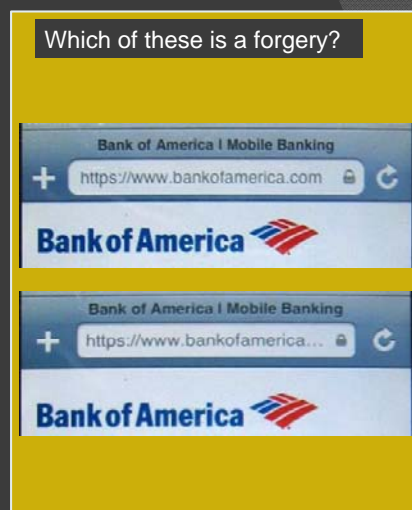 Which of these is a forgery?
Bank of America | Mobile Banking
https://www.bankofamerica.com
Bank of America
Bank of America | Mobile Banking
https://www.bankofamerica...
Bank of America